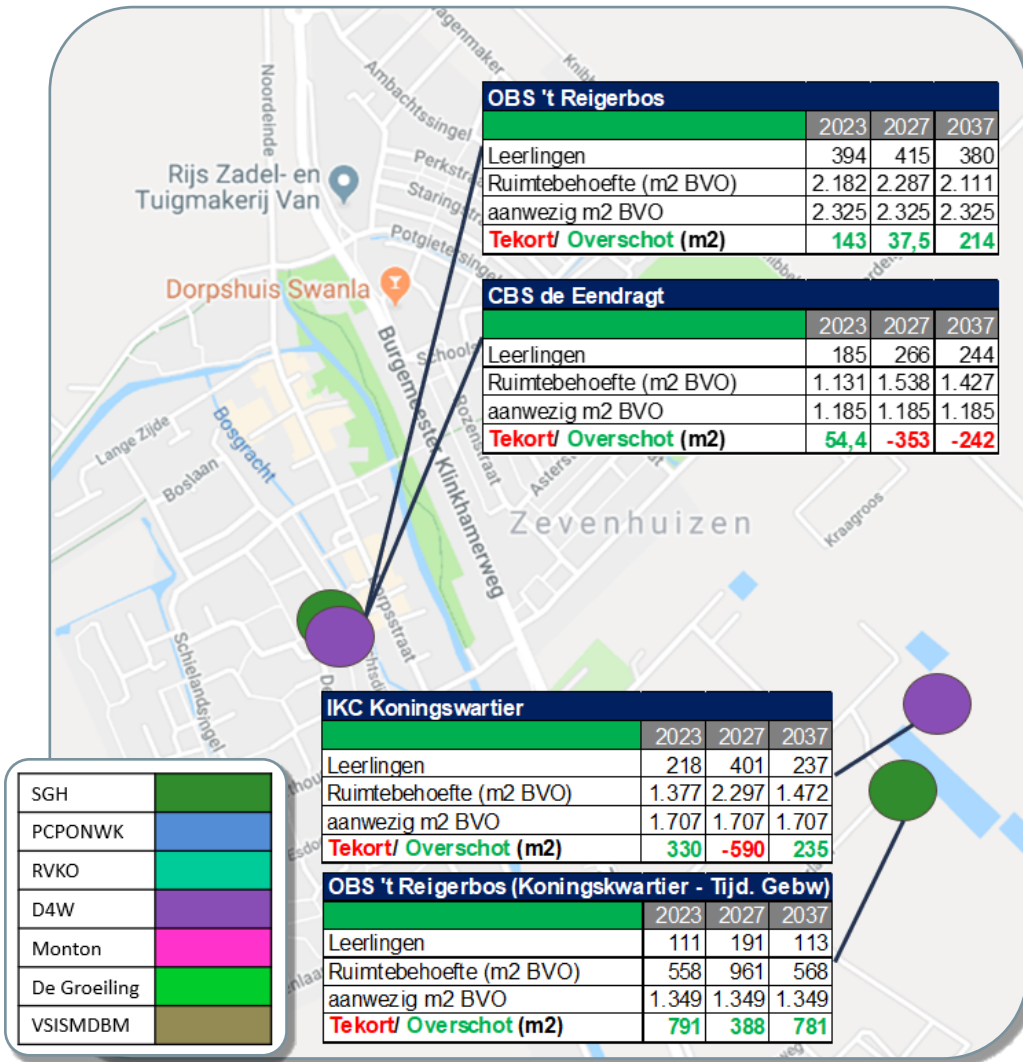 Wagenmaker
Ambachtssingel
Noordeinde
OBS 't Reigerbos
2023 2027 2037
Leerlingen 394 415 380
Ruimtebehoefte (m2 BVO) 2.182 2.287 2.111
aanwezig m2 BVO 2.325 2.325 2.325
Tekort/ Overschot (m2) 143 37,5 214
Rijs Zadel- en
Tuigmakerij Van
Potgietersingel
Dorpshuis Swanla
CBS de Eendragt
2023 2027 2037
Leerlingen 185 266 244
Ruimtebehoefte (m2 BVO) 1.131 1.538 1.427
aanwezig m2 BVO 1.185 1.185 1.185
Tekort/ Overschot (m2) 54,4 -353 -242
Burgemeester Klinkhamerweg
Rozenstraat
Lange Zijde
Bosgracht
Boslaan
Zevenhuizen
Kraagroos
Schielandsingel
IKC Koningswartier
2023 2027 2037
Leerlingen 218 401 237
Ruimtebehoefte (m2 BVO) 1.377 2.297 1.472
aanwezig m2 BVO 1.707 1.707 1.707
Tekort/ Overschot (m2) 330 -590 235
OBS 't Reigerbos (Koningskwartier - Tijd. Gebw)
2023 2027 2037
Leerlingen 111 191 113
Ruimtebehoefte (m2 BVO) 558 961 568
aanwezig m2 BVO 1.349 1.349 1.349
Tekort/ Overschot (m2) 791 388 781
SGH
PCPONWK
RVKO
D4W
Monton
De Groeiling
VSISMDBM